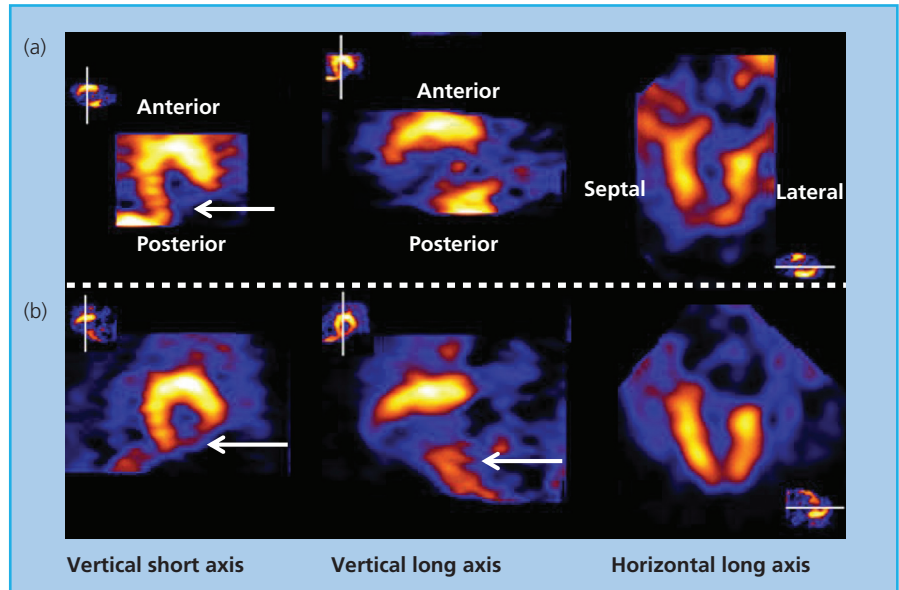 (a)
Anterior
Anterior
Septal
Lateral
Posterior
Posterior
(b)
Vertical short axis
Vertical long axis
Horizontal long axis